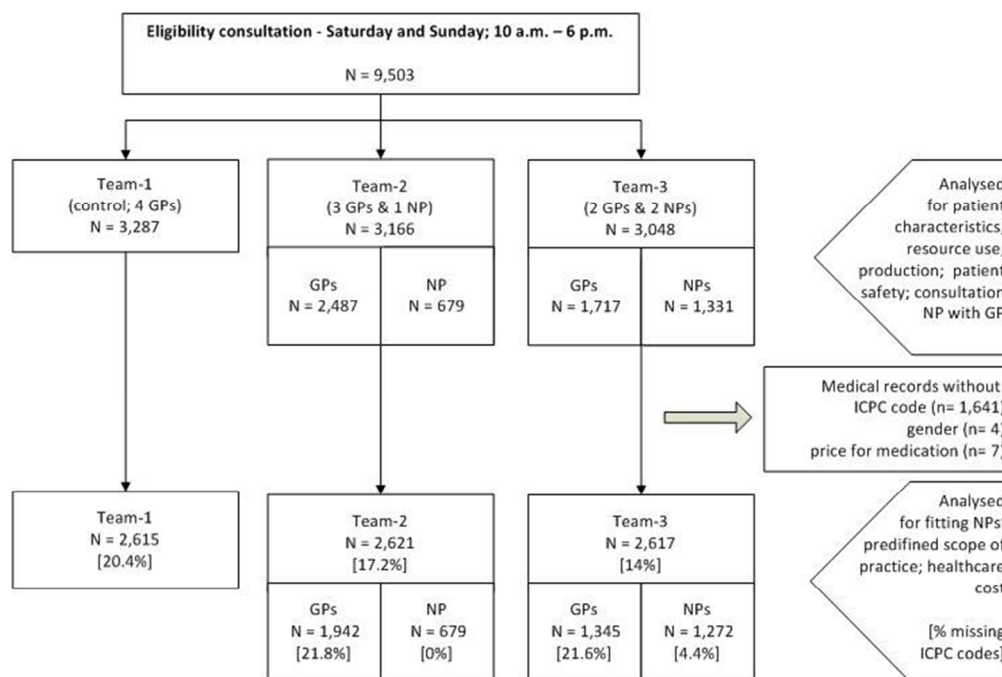 Eligibility consultation - Saturday and Sunday; 10 a.m. – 6 p.m.
N = 9,503
Team-1
(control; 4 GPs)
N = 3,287
Team-2
(3 GPs & 1 NP)
N = 3,166
GPs
N = 2,487
NP
N = 679
Team-3
(2 GPs & 2 NPs)
N = 3,048
GPs
N = 1,717
NPs
N = 1,331
Analysed
for patient
characteristics;
resource use;
production; patient
safety; consultation
NP with GP
Medical records without:
ICPC code (n= 1,641)
gender (n= 4)
price for medication (n= 7)
Team-1
N = 2,615
[20.4%]
Team-2
N = 2,621
[17.2%]
GPs
N = 1,942
[21.8%]
NP
N = 679
[0%]
Team-3
N = 2,617
[14%]
GPs
N = 1,345
[21.6%]
NPs
N = 1,272
[4.4%]
Analysed
for fitting NPs'
predifined scope of
practice; healthcare
cost
[% missing
ICPC codes]